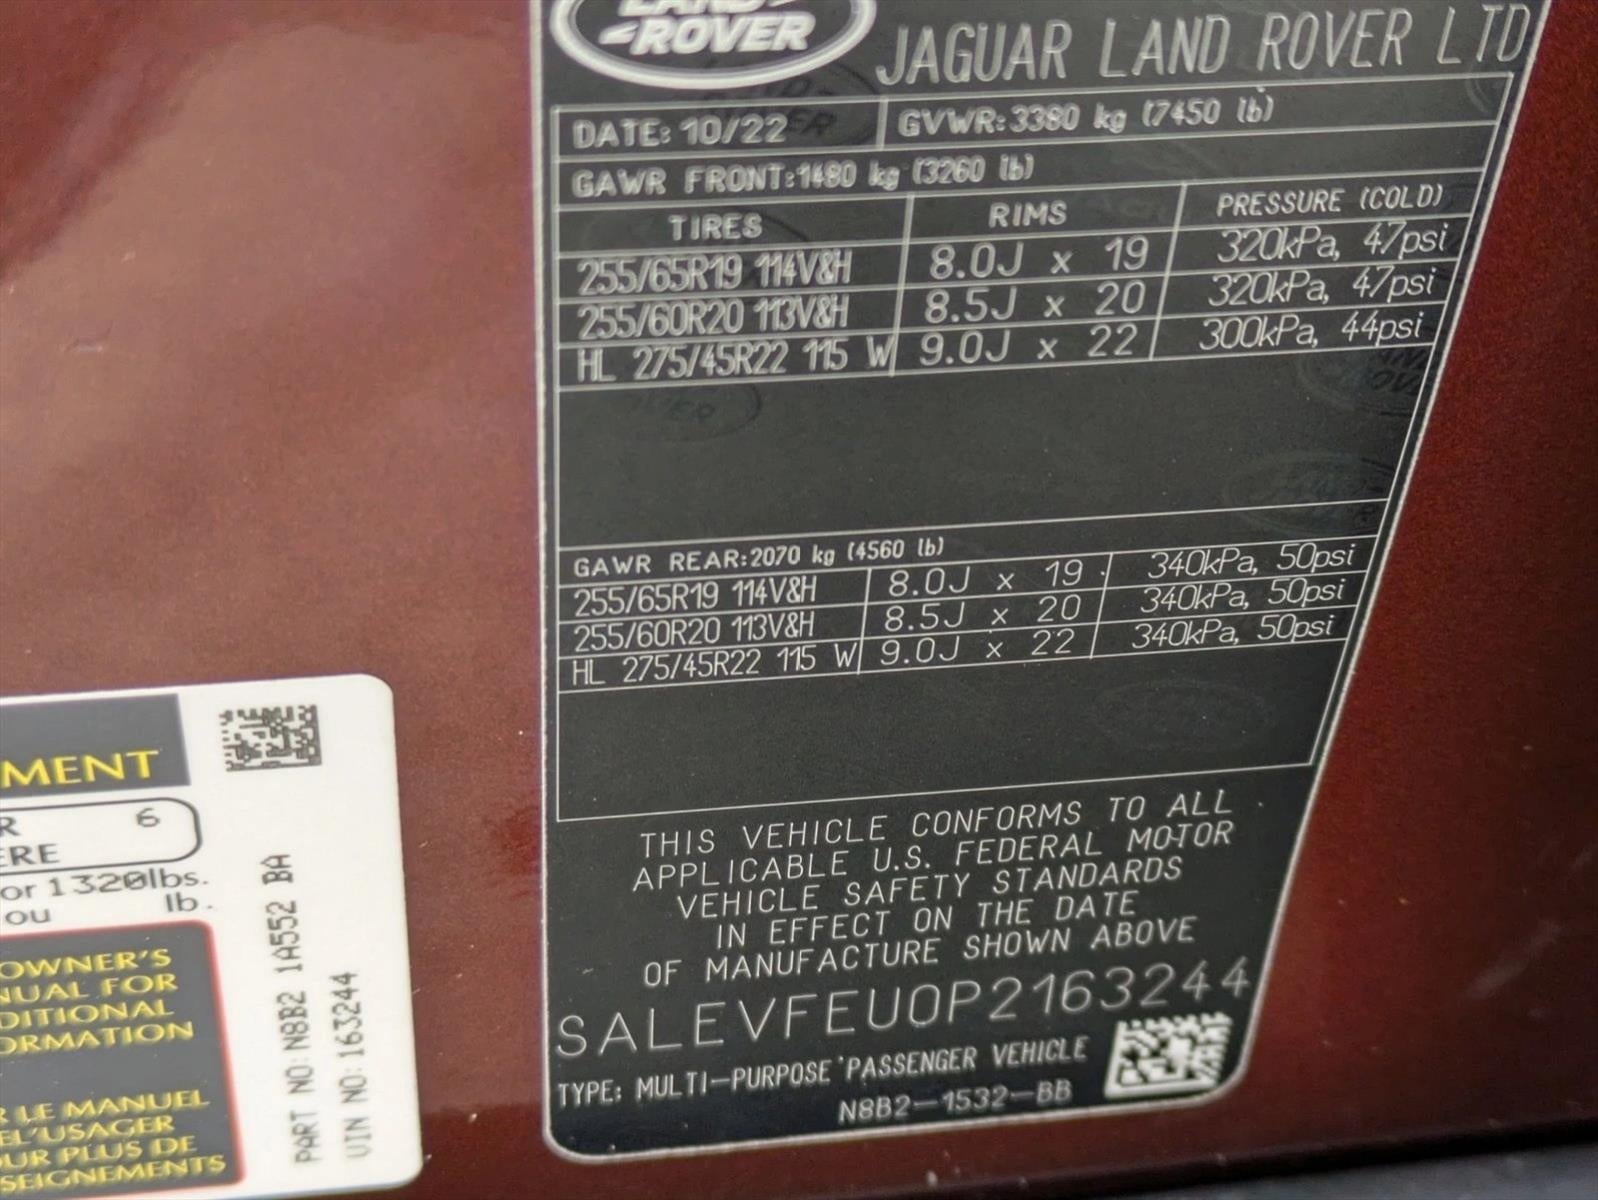 LAND-
-ROVER
JAGUAR LAND ROVER LTD
DATE: 10/22
GVWR: 3380 kg (7450 lb)
GAWR FRONT: 1480 kg (3260 lb)
TIRES RIMS PRESSURE (COLD)
255/65R19 114V&H 8.0J x 19 320kPa, 47psi
255/60R20 113V&H 8.5J x 20 320kPa, 47psi
HL 275/45R22 115 W 9.0J x 22 300kPa, 44psi
GAWR REAR: 2070 kg (4560 lb)
255/65R19 114V&H 8.0J x 19 340kPa, 50psi
255/60R20 113V&H 8.5J x 20 340kPa, 50psi
HL 275/45R22 115 W 9.0J x 22 340kPa, 50psi
THIS VEHICLE CONFORMS TO ALL
APPLICABLE U.S. FEDERAL MOTOR
VEHICLE SAFETY STANDARDS
IN EFFECT ON THE DATE
OF MANUFACTURE SHOWN ABOVE
SALEVFEU0P2163244
TYPE: MULTI-PURPOSE PASSENGER VEHICLE
N8B2-1532-BB
MENT
R 6
ERE
or 1320lbs.
ou lb.
OWNER'S
NUAL FOR
DITIONAL
ORMATION
R LE MANUEL
EL'USAGER
OUR PLUS DE
SEIGNEMENTS
PART NO: N8B2 1A552 BA
VIN NO: 163244